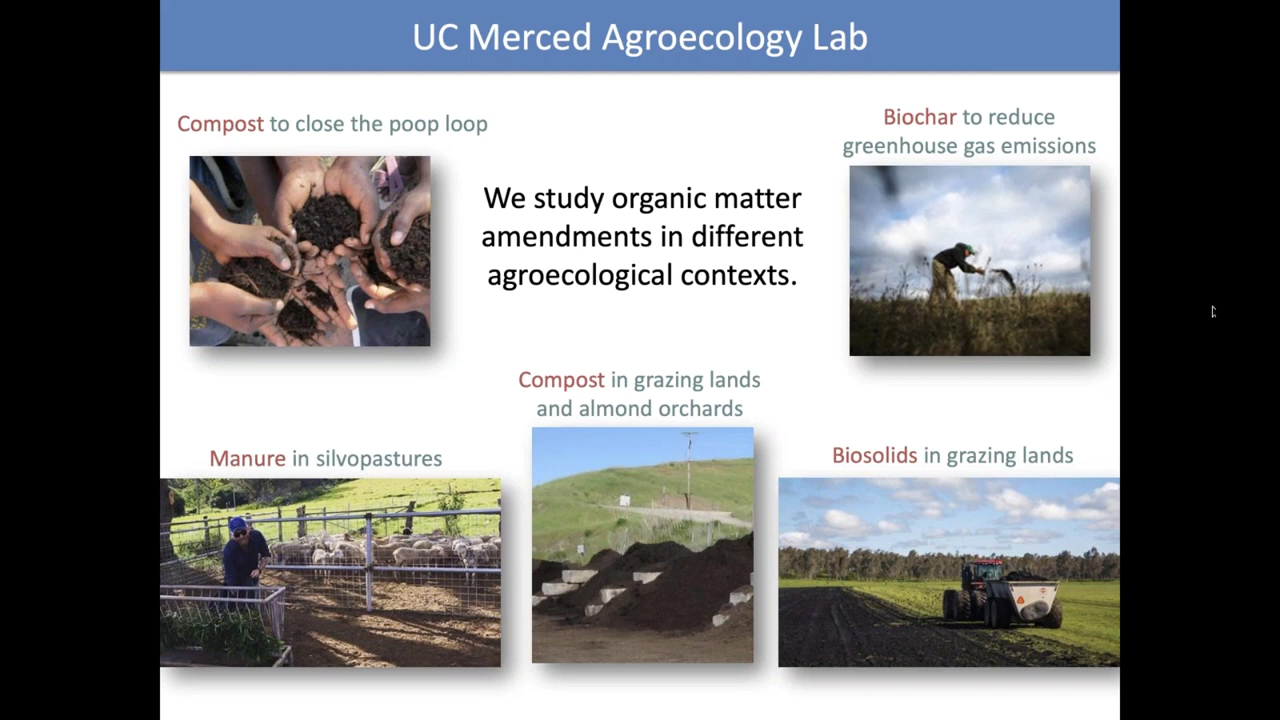 UC Merced Agroecology Lab
Compost to close the poop loop
Biochar to reduce
greenhouse gas emissions
We study organic matter
amendments in different
agroecological contexts.
Compost in grazing lands
and almond orchards
Manure in silvopastures
Biosolids in grazing lands